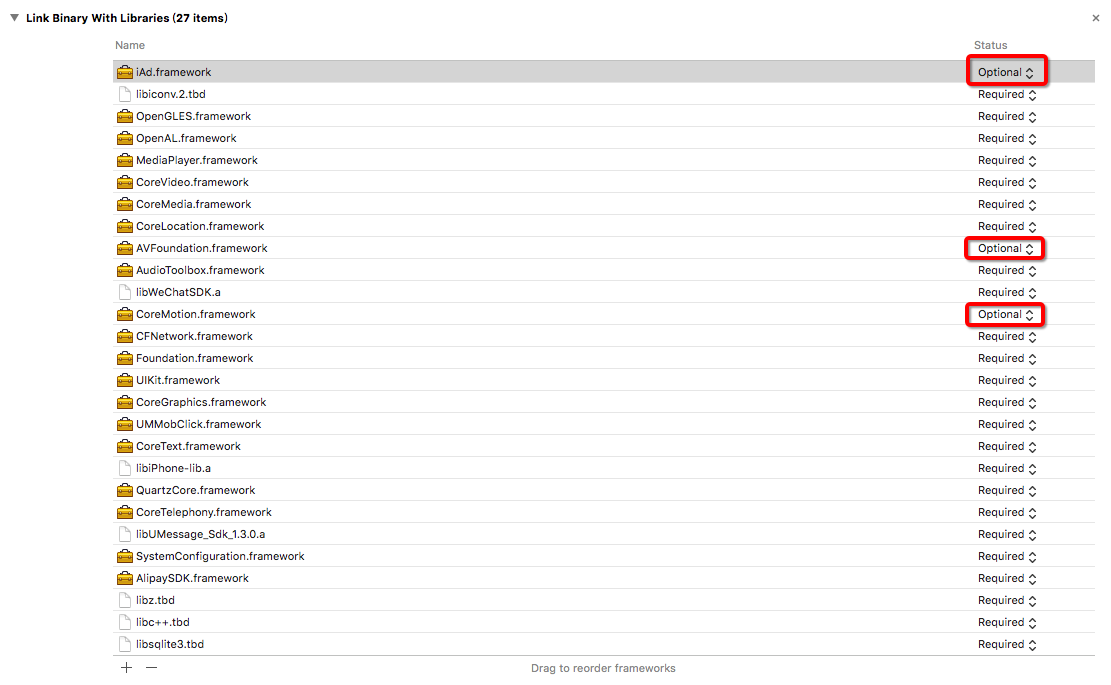 Link Binary With Libraries (27 items)
Name Status
iAd.framework Optional
libiconv.2.tbd Required
OpenGLES.framework Required
OpenAL.framework Required
MediaPlayer.framework Required
CoreVideo.framework Required
CoreMedia.framework Required
CoreLocation.framework Required
AVFoundation.framework Optional
AudioToolbox.framework Required
libWeChatSDK.a Required
CoreMotion.framework Optional
CFNetwork.framework Required
Foundation.framework Required
UIKit.framework Required
CoreGraphics.framework Required
UMMobClick.framework Required
CoreText.framework Required
libiPhone-lib.a Required
QuartzCore.framework Required
CoreTelephony.framework Required
libUMessage_Sdk_1.3.0.a Required
SystemConfiguration.framework Required
AlipaySDK.framework Required
libz.tbd Required
libc++.tbd Required
libsqlite3.tbd Required
Drag to reorder frameworks